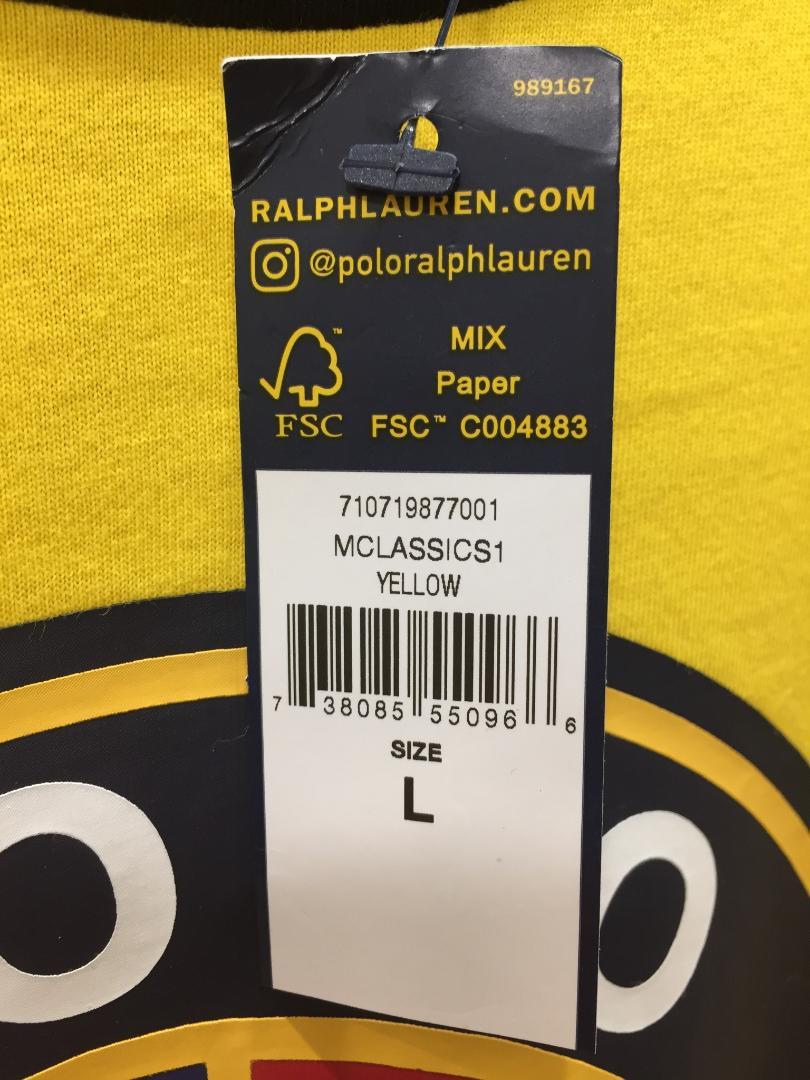 989167
RALPHLAUREN.COM
@poloralphlauren
MIX
Paper
FSC FSC™ C004883
710719877001
MCLASSICS1
YELLOW
7 38085 55096 6
SIZE
L
O O